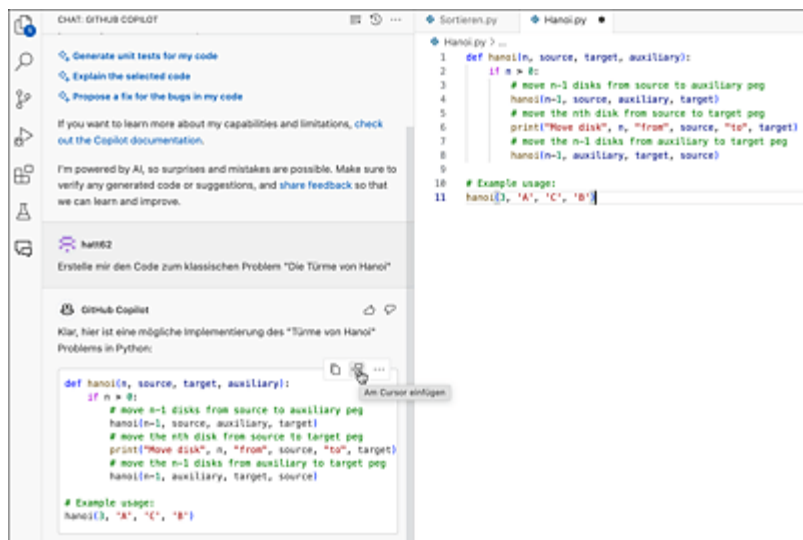 CHAT: GITHUB COPILOT
Generate unit tests for my code
Explain the selected code
Propose a fix for the bugs in my code
If you want to learn more about my capabilities and limitations, check
out the Copilot documentation.
I'm powered by AI, so surprises and mistakes are possible. Make sure to
verify any generated code or suggestions, and share feedback so that
we can learn and improve.
hatt62
Erstelle mir den Code zum klassischen Problem "Die Türme von Hanoi"
GitHub Copilot
Klar, hier ist eine mögliche Implementierung des "Türme von Hanoi"
Problems in Python:
Am Cursor einfügen
def hanoi(n, source, target, auxiliary):
if n > 0:
# move n-1 disks from source to auxiliary peg
hanoi(n-1, source, auxiliary, target)
# move the nth disk from source to target peg
print("Move disk", n, "from", source, "to", target)
# move the n-1 disks from auxiliary to target peg
hanoi(n-1, auxiliary, target, source)
# Example usage:
hanoi(3, 'A', 'C', 'B')
Sortieren.py
Hanoi.py
Hanoi.py > ...
1 def hanoi(n, source, target, auxiliary):
2 if n > 0:
3 # move n-1 disks from source to auxiliary peg
4 hanoi(n-1, source, auxiliary, target)
5 # move the nth disk from source to target peg
6 print("Move disk", n, "from", source, "to", target)
7 # move the n-1 disks from auxiliary to target peg
8 hanoi(n-1, auxiliary, target, source)
9
10 # Example usage:
11 hanoi(3, 'A', 'C', 'B')